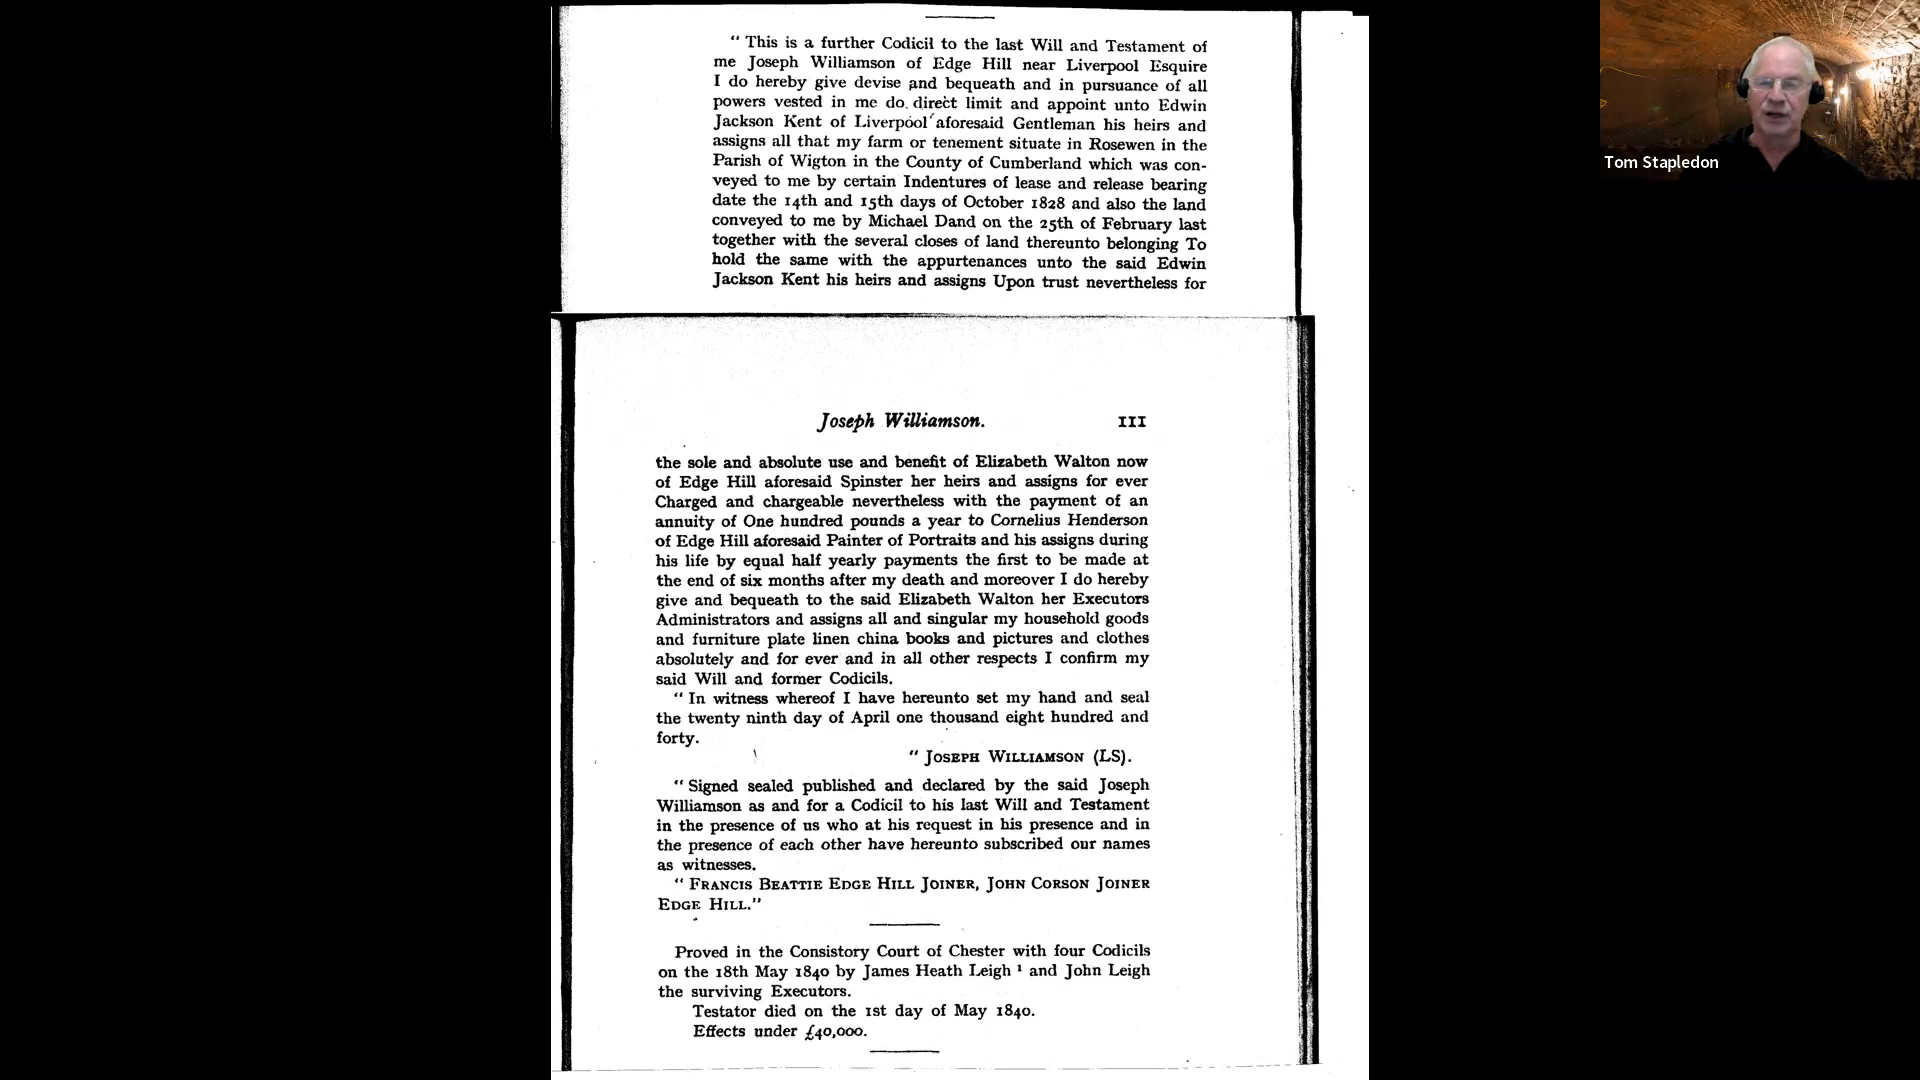 “ This is a further Codicil to the last Will and Testament of
me Joseph Williamson of Edge Hill near Liverpool Esquire
I do hereby give devise and bequeath and in pursuance of all
powers vested in me do direct limit and appoint unto Edwin
Jackson Kent of Liverpool aforesaid Gentleman his heirs and
assigns all that my farm or tenement situate in Rosewen in the
Parish of Wigton in the County of Cumberland which was con-
veyed to me by certain Indentures of lease and release bearing
date the 14th and 15th days of October 1828 and also the land
conveyed to me by Michael Dand on the 25th of February last
together with the several closes of land thereunto belonging To
hold the same with the appurtenances unto the said Edwin
Jackson Kent his heirs and assigns Upon trust nevertheless for
Joseph Williamson. 111
the sole and absolute use and benefit of Elizabeth Walton now
of Edge Hill aforesaid Spinster her heirs and assigns for ever
Charged and chargeable nevertheless with the payment of an
annuity of One hundred pounds a year to Cornelius Henderson
of Edge Hill aforesaid Painter of Portraits and his assigns during
his life by equal half yearly payments the first to be made at
the end of six months after my death and moreover I do hereby
give and bequeath to the said Elizabeth Walton her Executors
Administrators and assigns all and singular my household goods
and furniture plate linen china books and pictures and clothes
absolutely and for ever and in all other respects I confirm my
said Will and former Codicils.
“ In witness whereof I have hereunto set my hand and seal
the twenty ninth day of April one thousand eight hundred and
forty.
“ JOSEPH WILLIAMSON (LS).
“ Signed sealed published and declared by the said Joseph
Williamson as and for a Codicil to his last Will and Testament
in the presence of us who at his request in his presence and in
the presence of each other have hereunto subscribed our names
as witnesses.
“ FRANCIS BEATTIE EDGE HILL JOINER, JOHN CORSON JOINER
EDGE HILL.”
Proved in the Consistory Court of Chester with four Codicils
on the 18th May 1840 by James Heath Leigh ¹ and John Leigh
the surviving Executors.
Testator died on the 1st day of May 1840.
Effects under £40,000.
Tom Stapledon